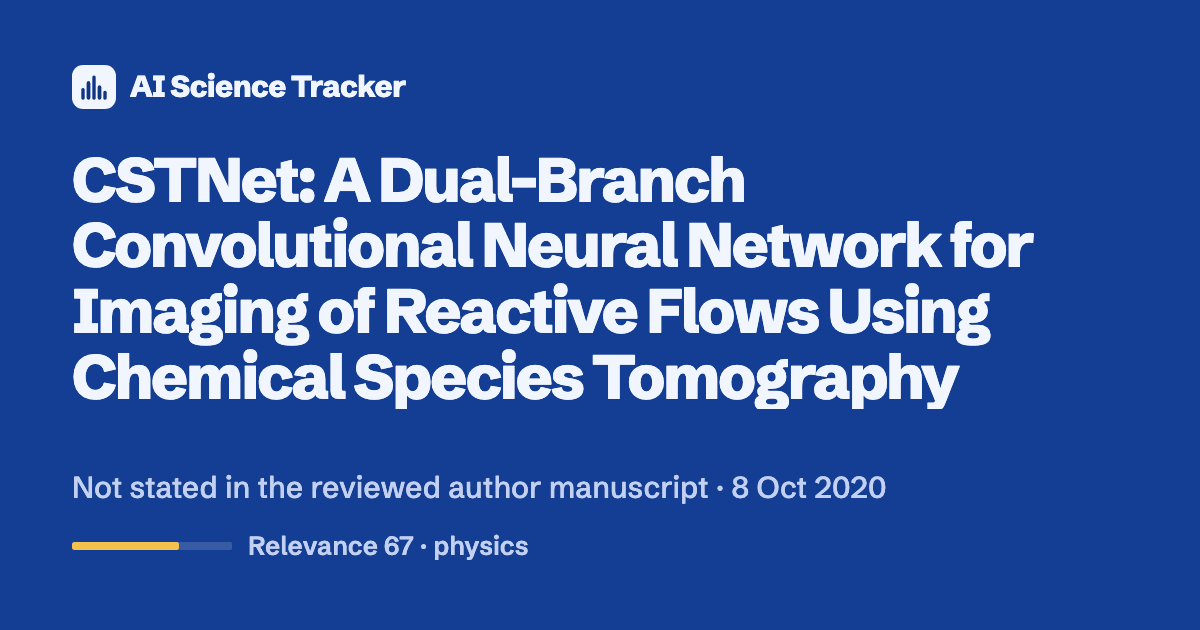 AI Science Tracker
CSTNet: A Dual-Branch
Convolutional Neural Network for
Imaging of Reactive Flows Using
Chemical Species Tomography
Not stated in the reviewed author manuscript · 8 Oct 2020
Relevance 67 · physics